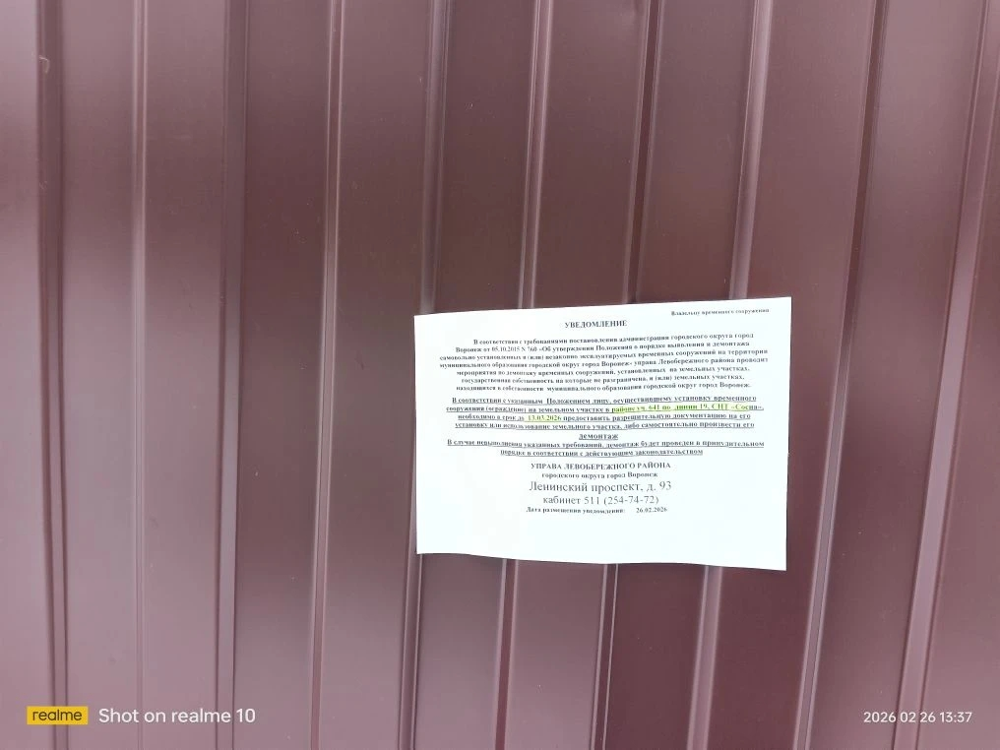 Владельцу временного сооружения
УВЕДОМЛЕНИЕ
В соответствии с требованиями постановления администрации городского округа город
Воронеж от 05.10.2015 N 760 «Об утверждении Положения о порядке выявления и демонтажа
самовольно установленных и (или) незаконно эксплуатируемых временных сооружений на территории
муниципального образования городской округ город Воронеж» управа Левобережного района проводит
мероприятия по демонтажу временных сооружений, установленных на земельных участках,
государственная собственность на которые не разграничена, и (или) земельных участках,
находящихся в собственности муниципального образования городской округ город Воронеж.
В соответствии с указанным Положением лицу, осуществившему установку временного
сооружения (ограждение) на земельном участке в районе уч. 641 по линии 19, СНТ «Сосна»,
необходимо в срок до 13.03.2026 предоставить разрешительную документацию на его
установку или использование земельного участка, либо самостоятельно произвести его
демонтаж
В случае невыполнения указанных требований, демонтаж будет проведен в принудительном
порядке в соответствии с действующим законодательством
УПРАВА ЛЕВОБЕРЕЖНОГО РАЙОНА
городского округа город Воронеж
Ленинский проспект, д. 93
кабинет 511 (254-74-72)
Дата размещения уведомления: 26.02.2026
realme Shot on realme 10
2026 02 26 13:37